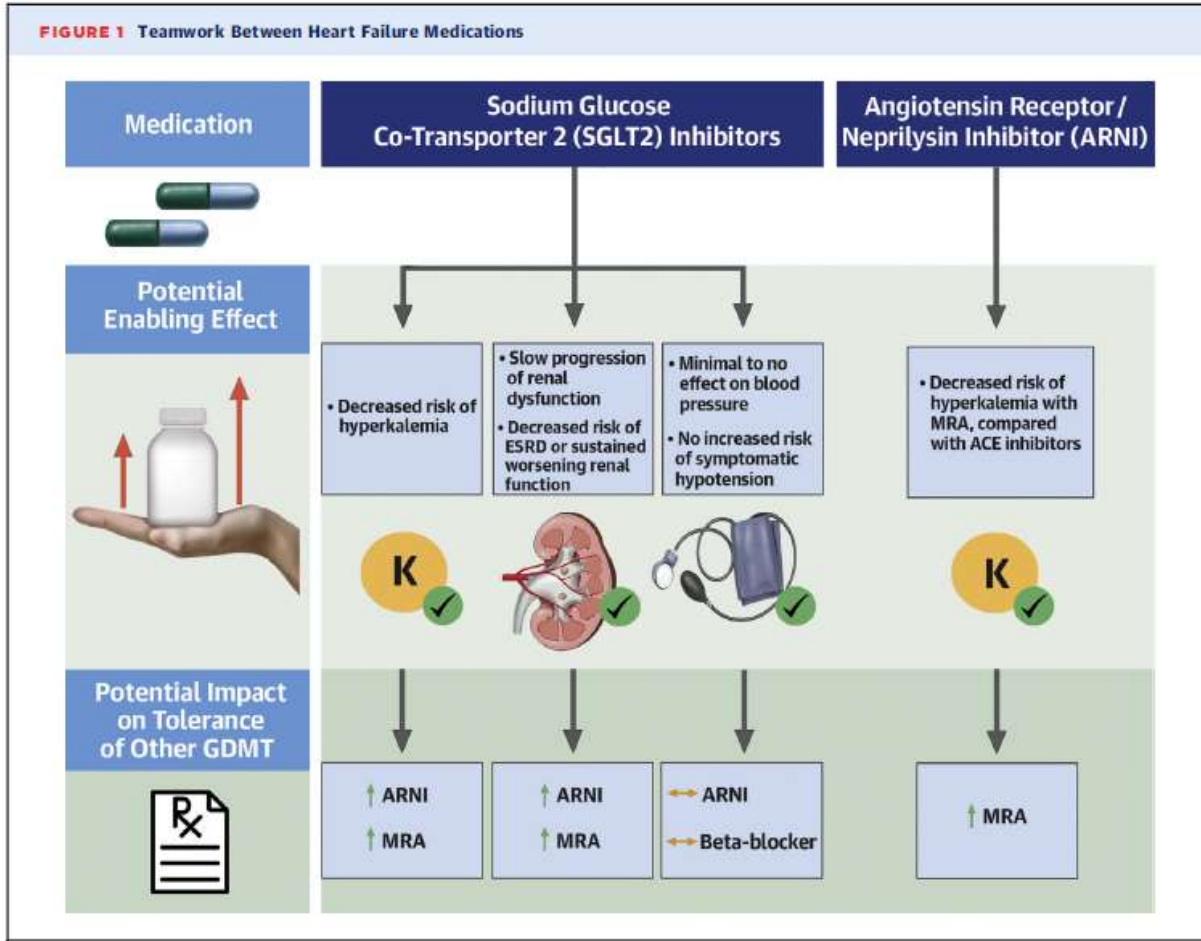 FIGURE 1 Teamwork Between Heart Failure Medications
Medication
Sodium Glucose
Co-Transporter 2 (SGLT2) Inhibitors
Angiotensin Receptor/
Neprilysin Inhibitor (ARNI)
Potential
Enabling Effect
• Decreased risk of
hyperkalemia
• Slow progression
of renal
dysfunction
• Decreased risk of
ESRD or sustained
worsening renal
function
• Minimal to no
effect on blood
pressure
• No increased risk
of symptomatic
hypotension
• Decreased risk of
hyperkalemia with
MRA, compared
with ACE inhibitors
K
K
Potential Impact
on Tolerance
of Other GDMT
Rx
↑ ARNI
↑ MRA
↑ ARNI
↑ MRA
↔ ARNI
↔ Beta-blocker
↑ MRA